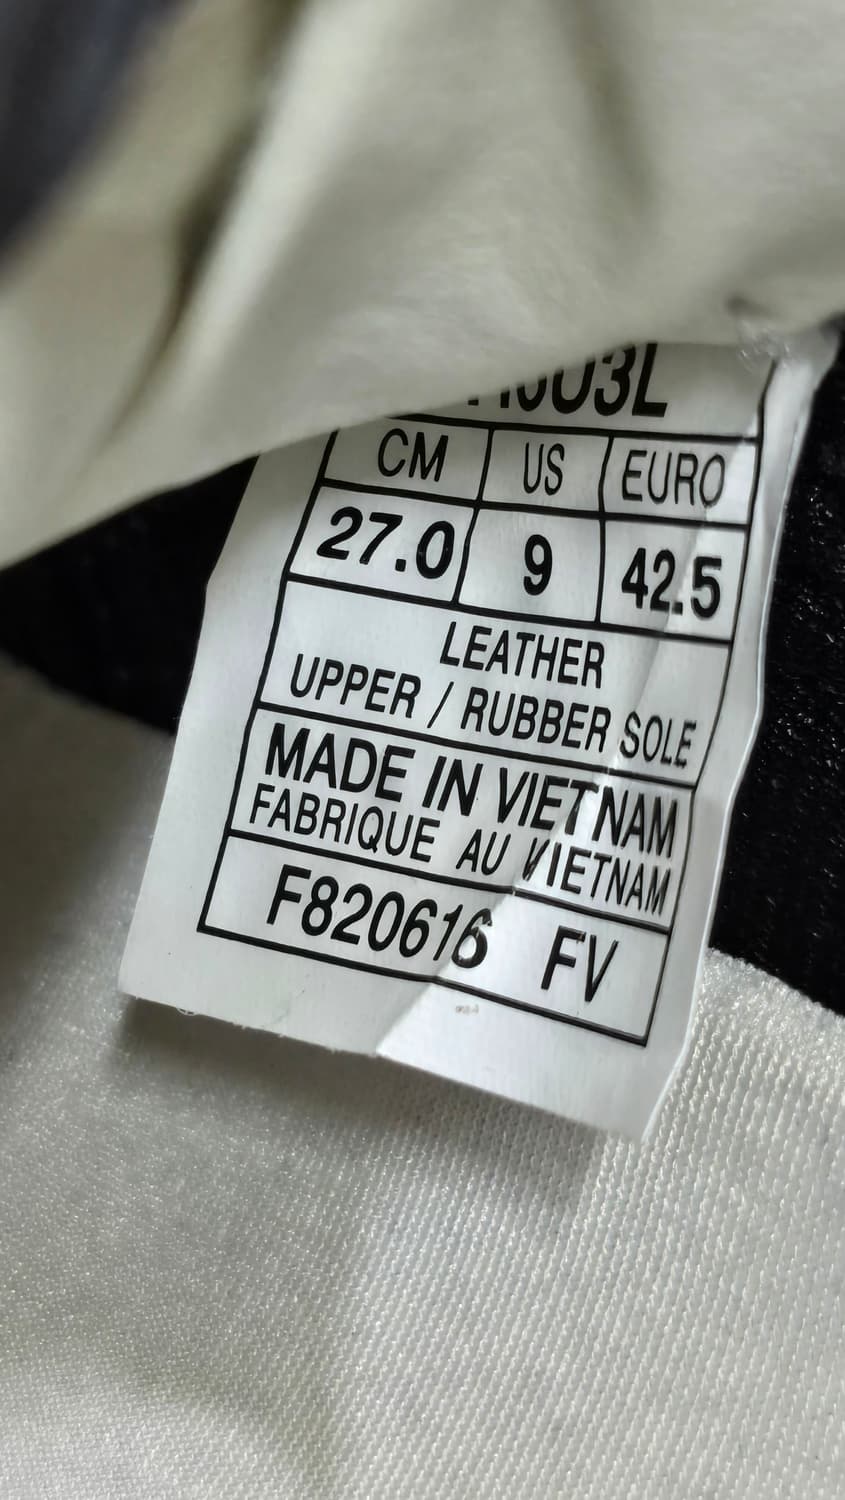 CM US EURO
27.0 9 42.5
LEATHER
UPPER / RUBBER SOLE
MADE IN VIETNAM
FABRIQUE AU VIETNAM
F820616 FV